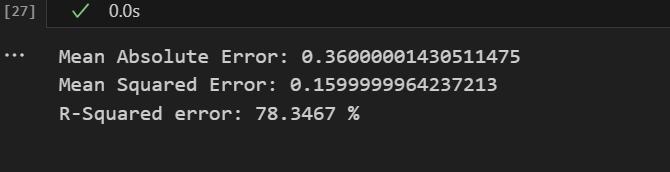 [27]
0.0s
Mean Absolute Error: 0.36000001430511475
Mean Squared Error: 0.1599999964237213
R-Squared error: 78.3467 %